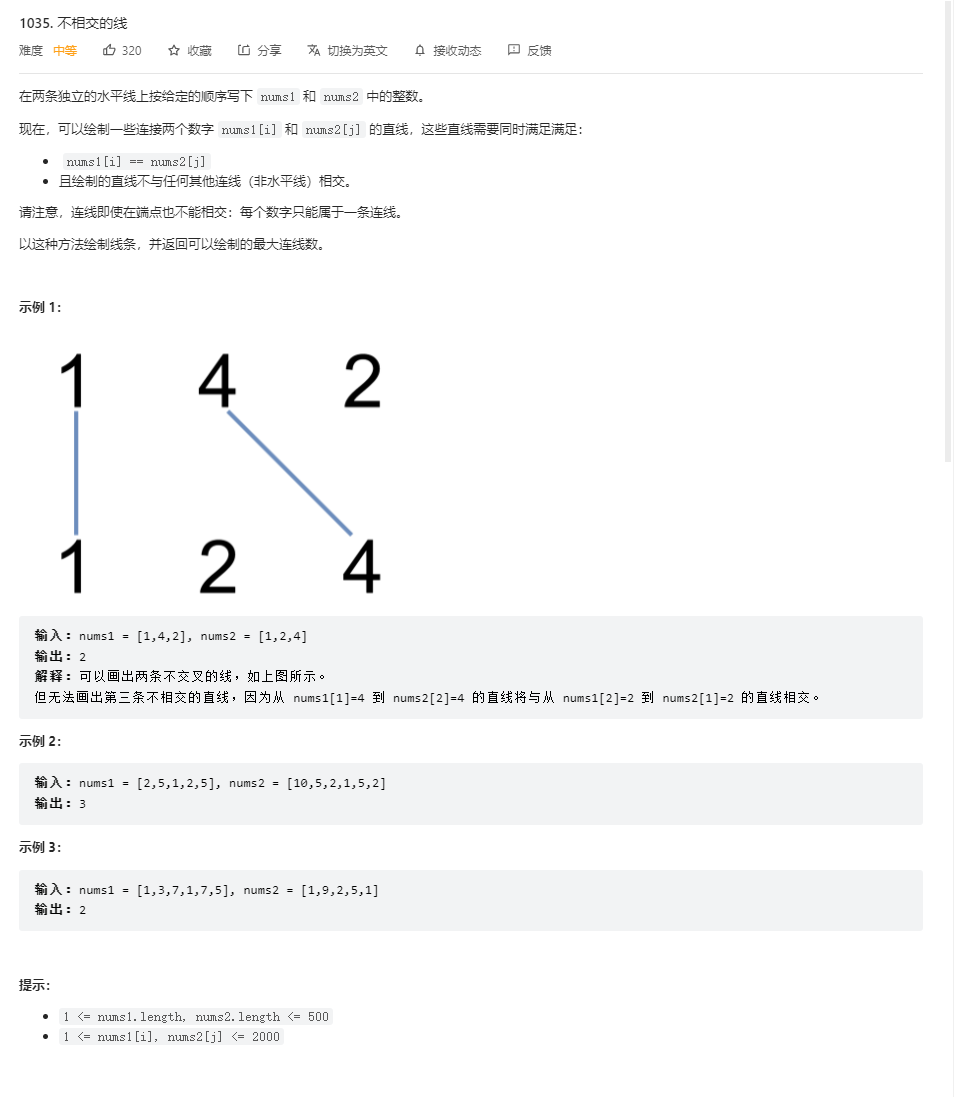 1035. 不相交的线
难度 中等 320 收藏 分享 切换为英文 接收动态 反馈
在两条独立的水平线上按给定的顺序写下 nums1 和 nums2 中的整数。
现在，可以绘制一些连接两个数字 nums1[i] 和 nums2[j] 的直线，这些直线需要同时满足满足：
nums1[i] == nums2[j]
且绘制的直线不与任何其他连线（非水平线）相交。
请注意，连线即使在端点也不能相交：每个数字只能属于一条连线。
以这种方法绘制线条，并返回可以绘制的最大连线数。
示例 1：
1 4 2
1 2 4
输入：nums1 = [1,4,2], nums2 = [1,2,4]
输出：2
解释：可以画出两条不交叉的线，如上图所示。
但无法画出第三条不相交的直线，因为从 nums1[1]=4 到 nums2[2]=4 的直线将与从 nums1[2]=2 到 nums2[1]=2 的直线相交。
示例 2：
输入：nums1 = [2,5,1,2,5], nums2 = [10,5,2,1,5,2]
输出：3
示例 3：
输入：nums1 = [1,3,7,1,7,5], nums2 = [1,9,2,5,1]
输出：2
提示：
1 <= nums1.length, nums2.length <= 500
1 <= nums1[i], nums2[j] <= 2000